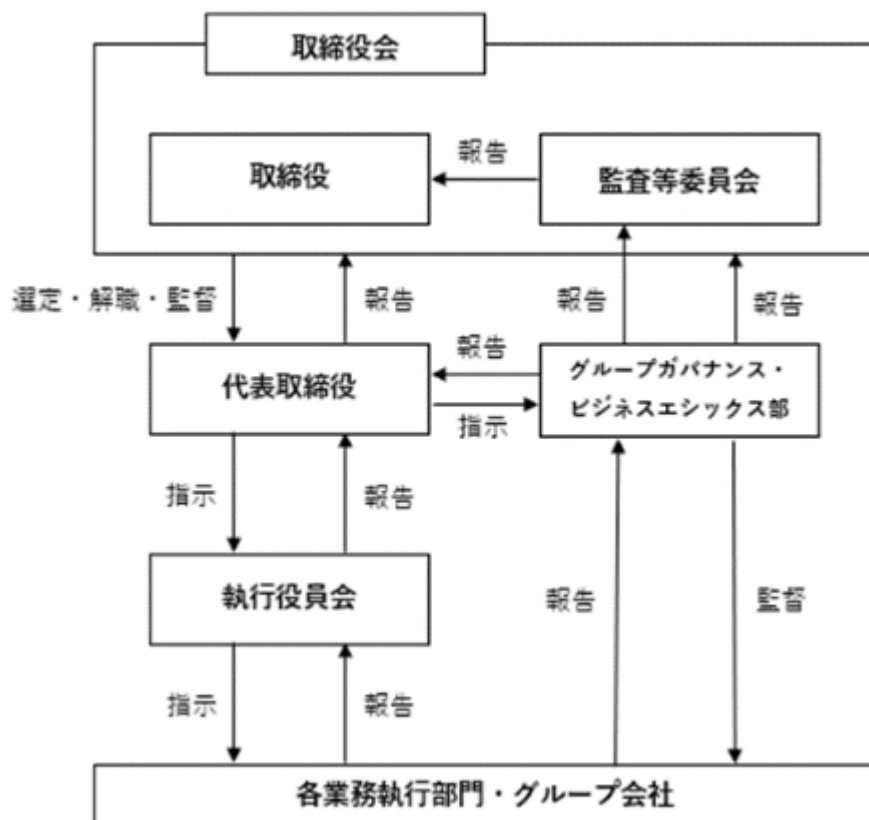 取締役会
取締役
報告
監査等委員会
選定・解職・監督
報告
報告
報告
代表取締役
報告
指示
グループガバナンス・
ビジネスエシックス部
指示
報告
執行役員会
報告
監督
指示
報告
各業務執行部門・グループ会社